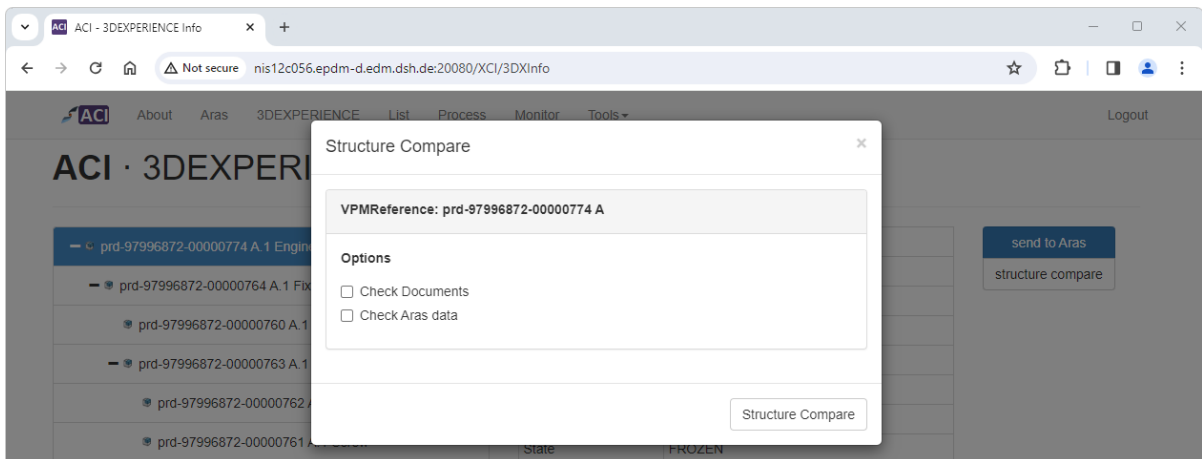 ACI ACI - 3DEXPERIENCE Info
Not secure nis12c056.epdm-d.edm.dsh.de:20080/XCI/3DXInfo
ACI About Aras 3DEXPERIENCE List Process Monitor Tools Logout
ACI · 3DEXPERI
Structure Compare
VPMReference: prd-97996872-00000774 A
Options
Check Documents
Check Aras data
Structure Compare
prd-97996872-00000774 A.1 Engine
prd-97996872-00000764 A.1 Fix
prd-97996872-00000760 A.1
prd-97996872-00000763 A.1
prd-97996872-00000762
prd-97996872-00000761
State FROZEN
send to Aras
structure compare